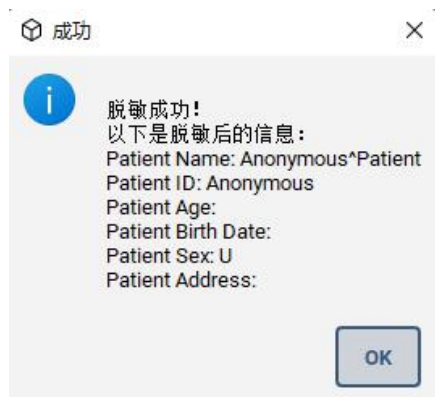 成功
脱敏成功！
以下是脱敏后的信息：
Patient Name: Anonymous^Patient
Patient ID: Anonymous
Patient Age:
Patient Birth Date:
Patient Sex: U
Patient Address:
OK